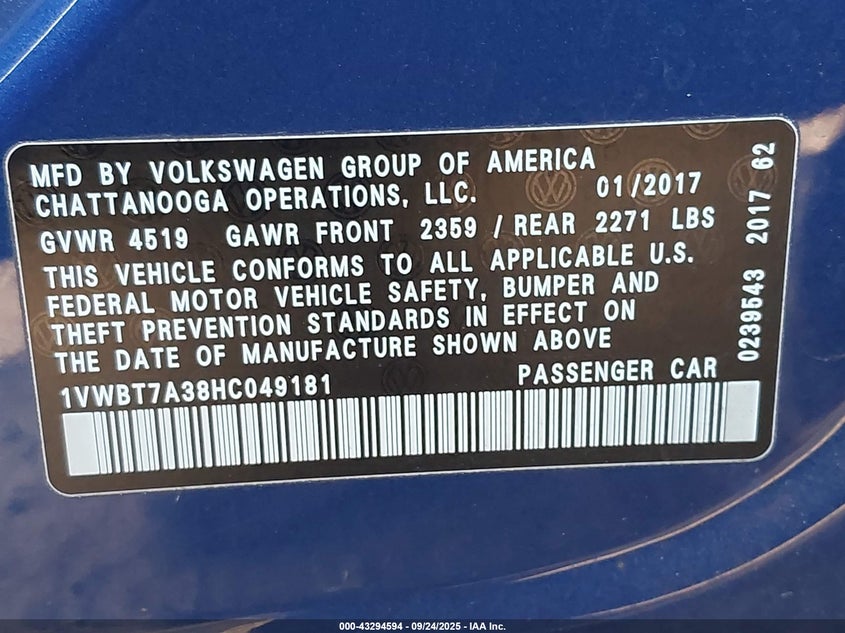 MFD BY VOLKSWAGEN GROUP OF AMERICA
CHATTANOOGA OPERATIONS, LLC. 01/2017
GVWR 4519 GAWR FRONT 2359 / REAR 2271 LBS
THIS VEHICLE CONFORMS TO ALL APPLICABLE U.S.
FEDERAL MOTOR VEHICLE SAFETY, BUMPER AND
THEFT PREVENTION STANDARDS IN EFFECT ON
THE DATE OF MANUFACTURE SHOWN ABOVE
1VWBT7A38HC049181 PASSENGER CAR
0239543 2017 62
000-43294594 - 09/24/2025 - IAA Inc.